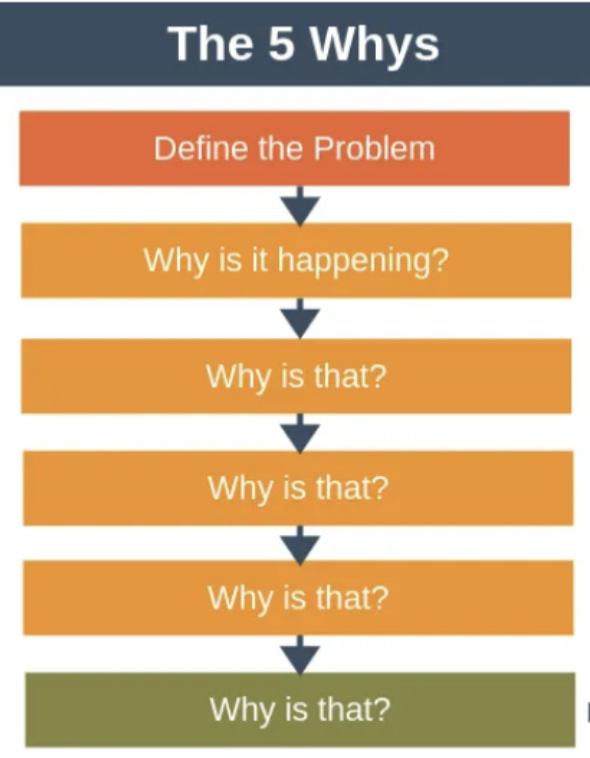 The 5 Whys
Define the Problem
Why is it happening?
Why is that?
Why is that?
Why is that?
Why is that?